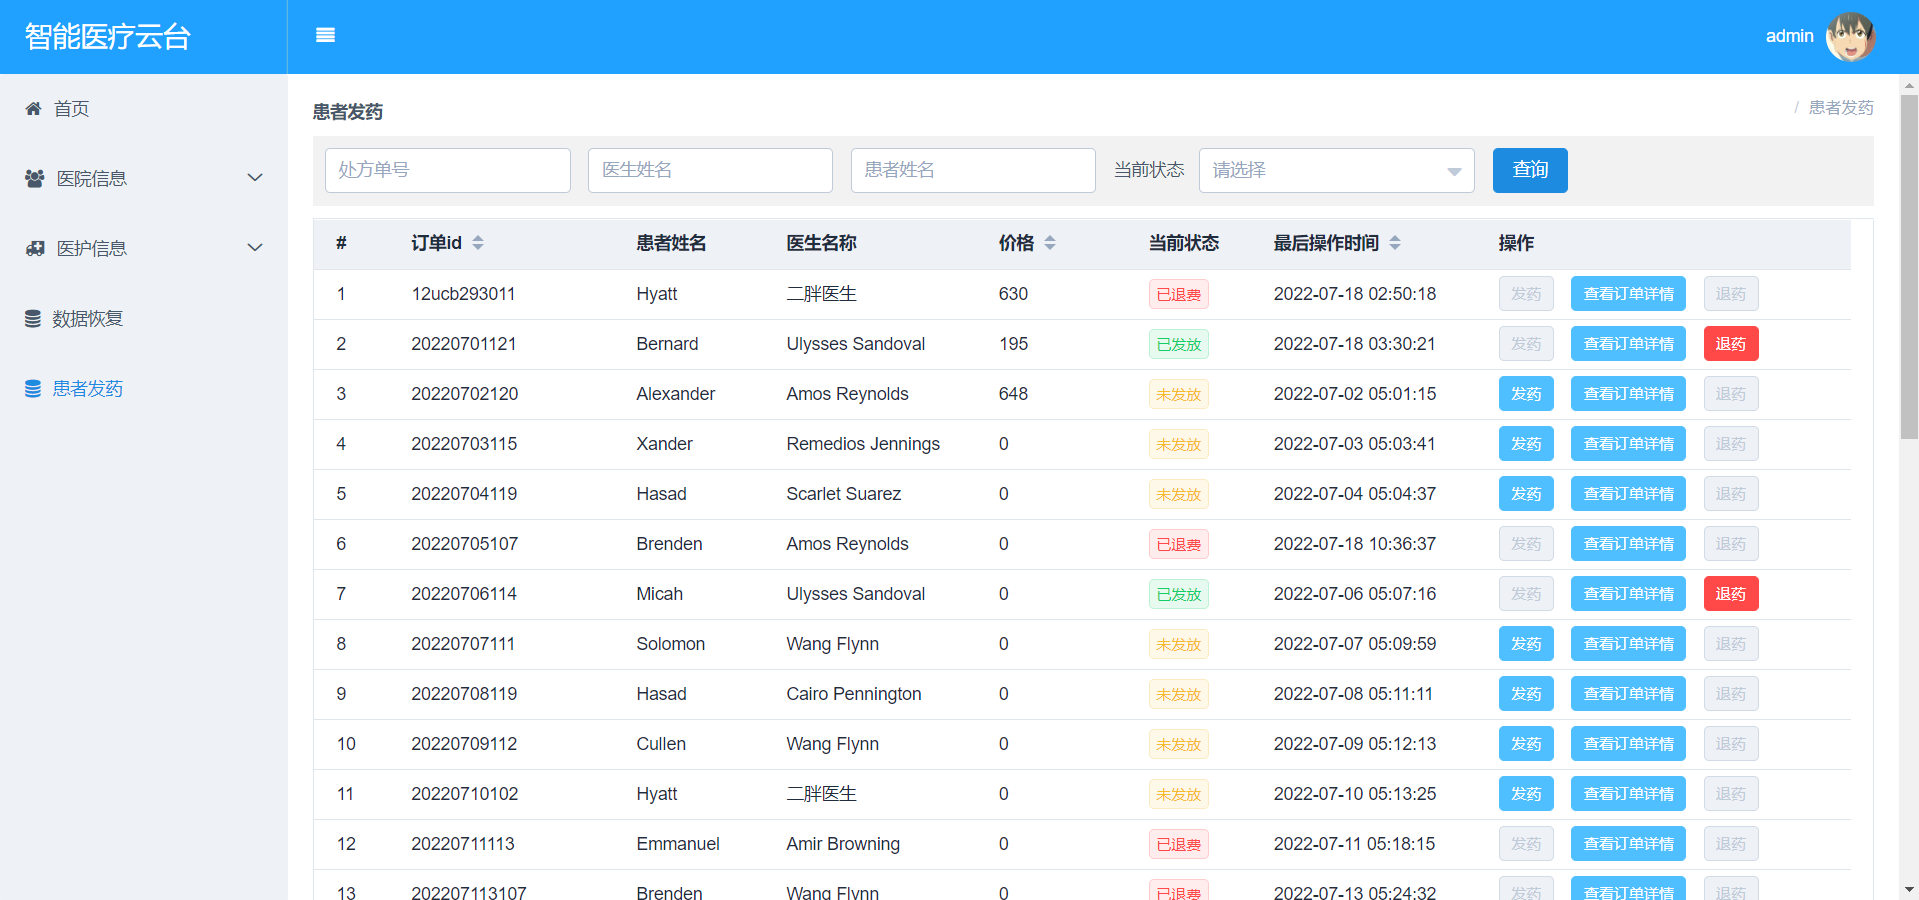 智能医疗云台
admin
首页
医院信息
医护信息
数据恢复
患者发药
患者发药
/ 患者发药
处方单号 医生姓名 患者姓名 当前状态 请选择 查询
# 订单id 患者姓名 医生名称 价格 当前状态 最后操作时间 操作
1 12ucb293011 Hyatt 二胖医生 630 已退费 2022-07-18 02:50:18 发药 查看订单详情 退药
2 20220701121 Bernard Ulysses Sandoval 195 已发放 2022-07-18 03:30:21 发药 查看订单详情 退药
3 20220702120 Alexander Amos Reynolds 648 未发放 2022-07-02 05:01:15 发药 查看订单详情 退药
4 20220703115 Xander Remedios Jennings 0 未发放 2022-07-03 05:03:41 发药 查看订单详情 退药
5 20220704119 Hasad Scarlet Suarez 0 未发放 2022-07-04 05:04:37 发药 查看订单详情 退药
6 20220705107 Brenden Amos Reynolds 0 已退费 2022-07-18 10:36:37 发药 查看订单详情 退药
7 20220706114 Micah Ulysses Sandoval 0 已发放 2022-07-06 05:07:16 发药 查看订单详情 退药
8 20220707111 Solomon Wang Flynn 0 未发放 2022-07-07 05:09:59 发药 查看订单详情 退药
9 20220708119 Hasad Cairo Pennington 0 未发放 2022-07-08 05:11:11 发药 查看订单详情 退药
10 20220709112 Cullen Wang Flynn 0 未发放 2022-07-09 05:12:13 发药 查看订单详情 退药
11 20220710102 Hyatt 二胖医生 0 未发放 2022-07-10 05:13:25 发药 查看订单详情 退药
12 20220711113 Emmanuel Amir Browning 0 已退费 2022-07-11 05:18:15 发药 查看订单详情 退药
13 202207113107 Brenden Wang Flynn 0 已退费 2022-07-13 05:24:32 发药 查看订单详情 退药